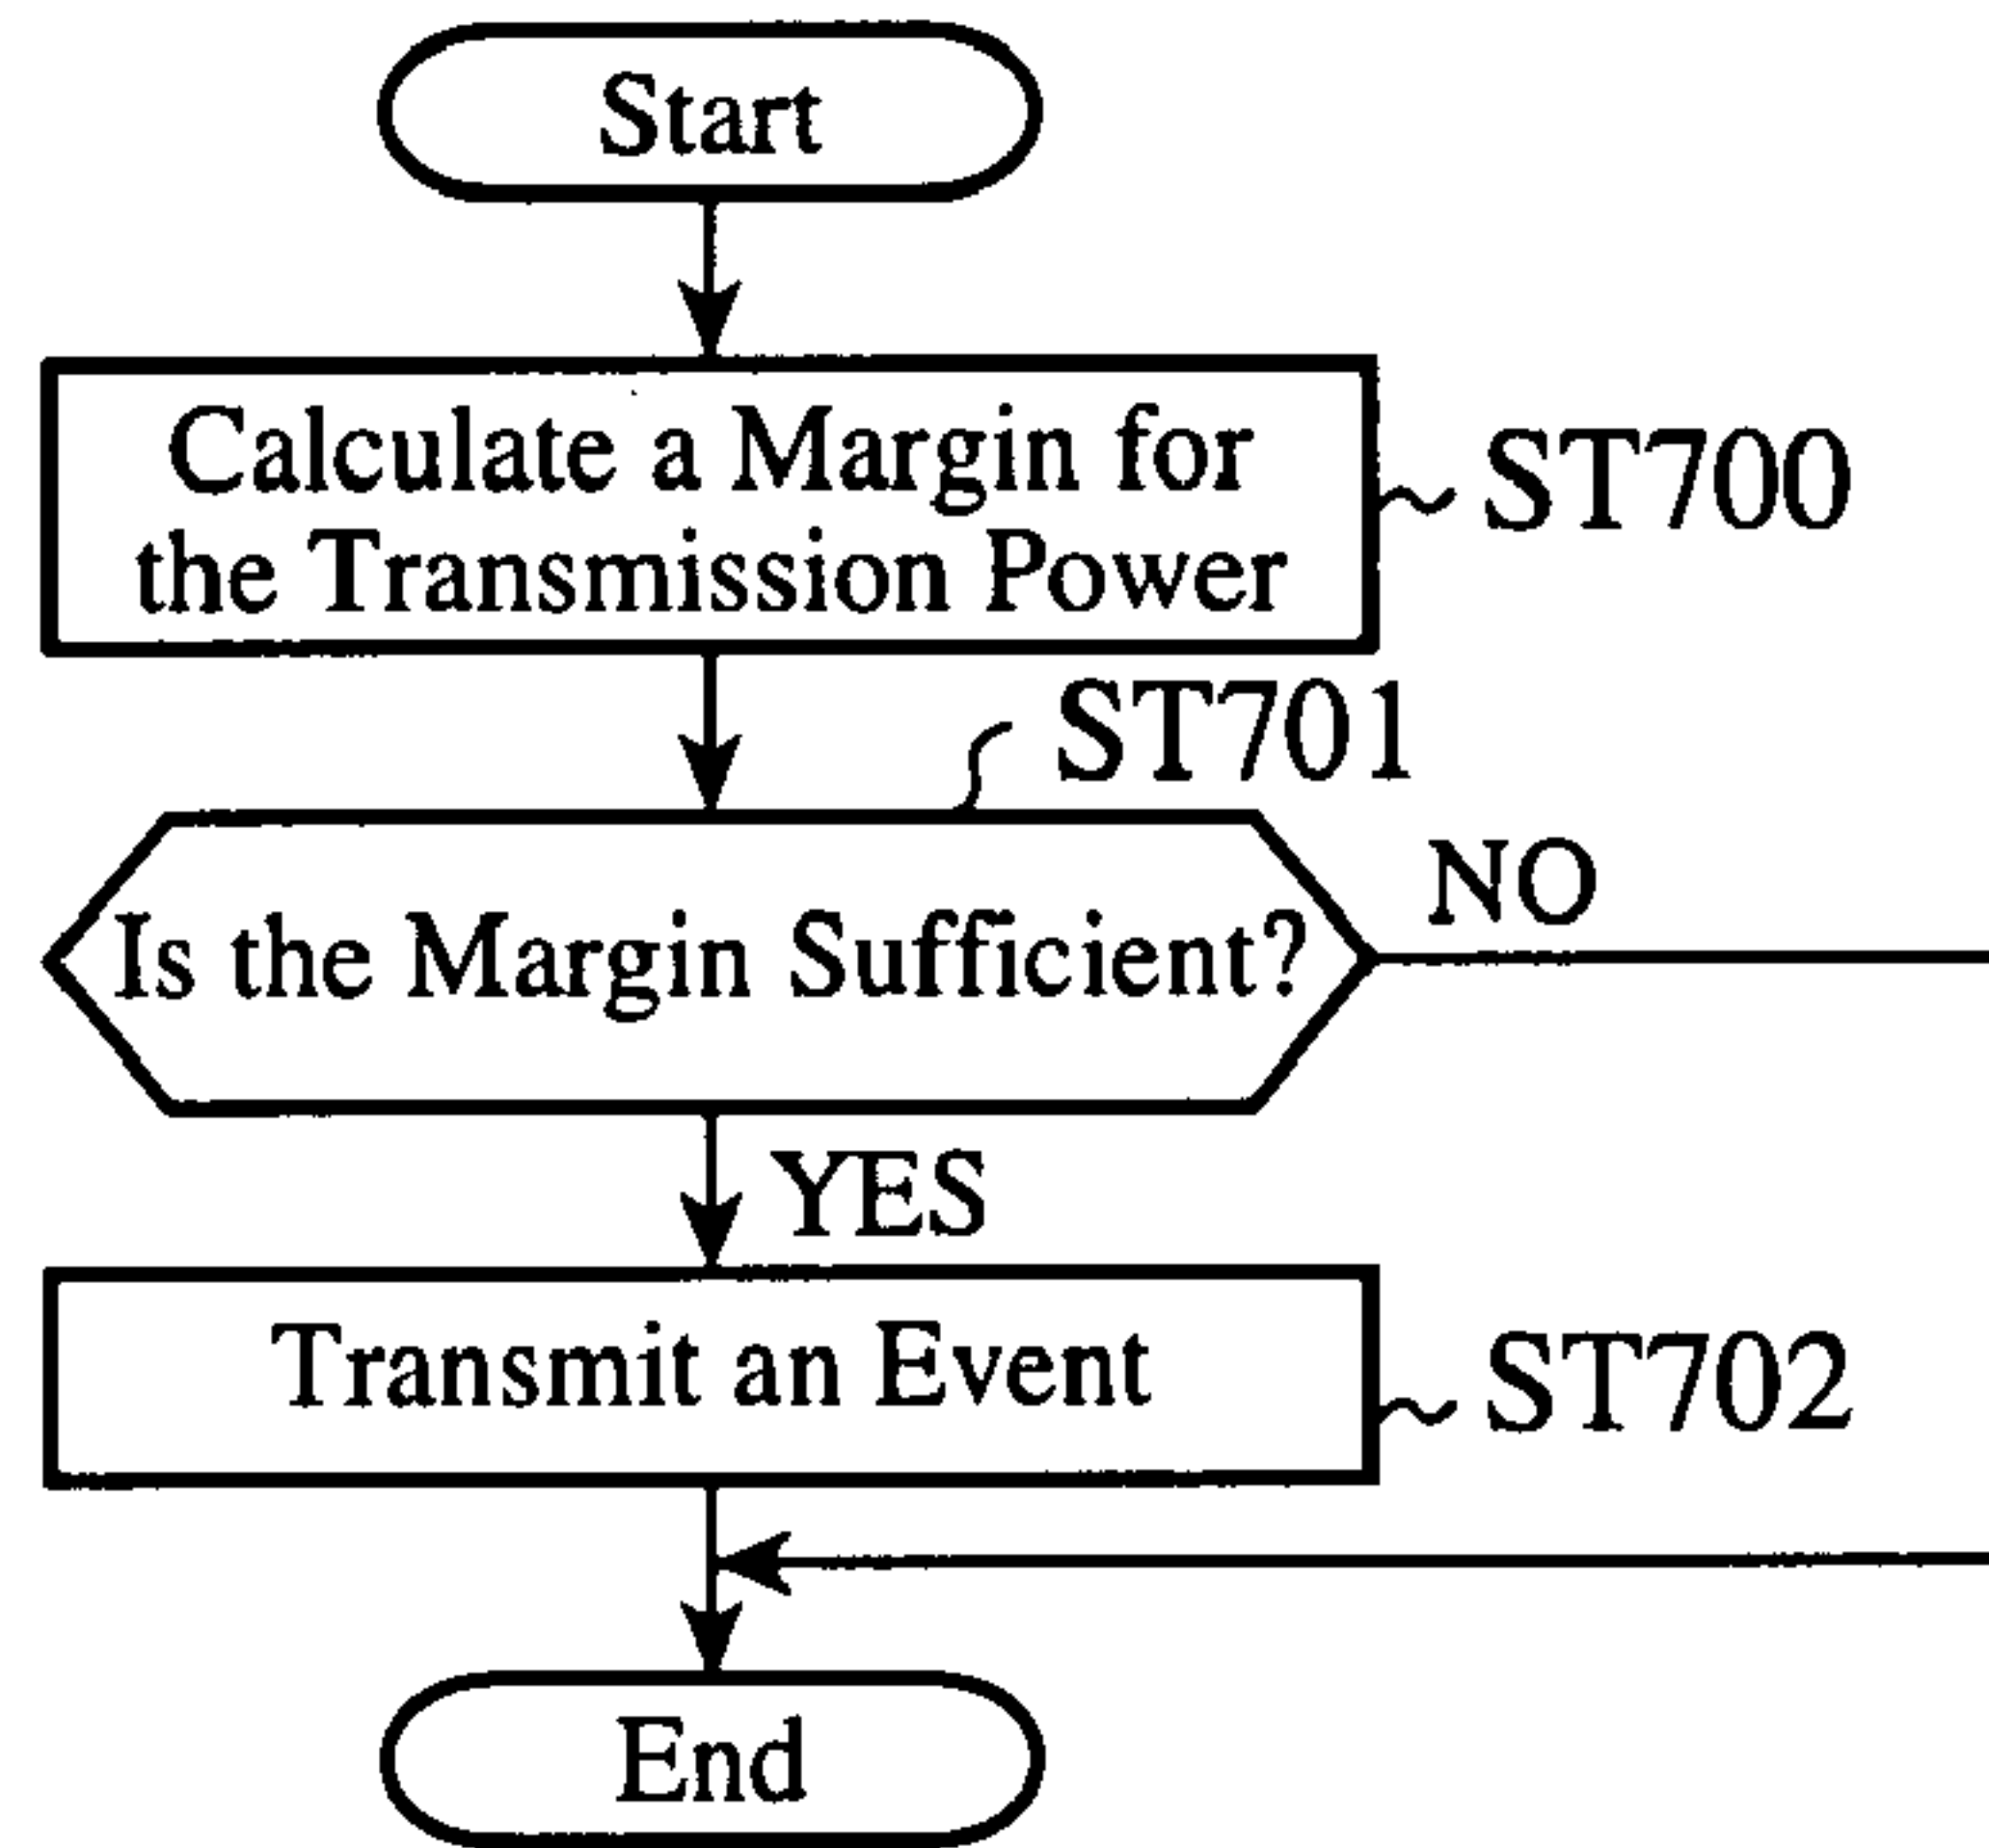 Start
Calculate a Margin for
the Transmission Power
ST700
ST701
Is the Margin Sufficient?
NO
YES
Transmit an Event
ST702
End